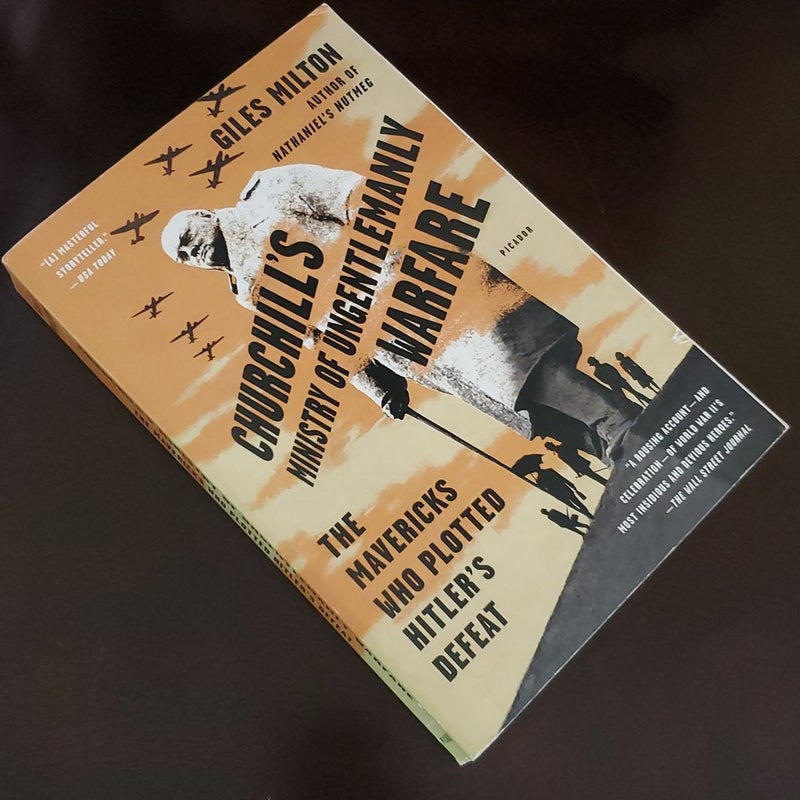 GILES MILTON
AUTHOR OF
NATHANIEL'S NUTMEG
"[A] MASTERFUL
STORYTELLER."
—USA TODAY
CHURCHILL'S
MINISTRY OF UNGENTLEMANLY
WARFARE
PICADOR
THE
MAVERICKS
WHO PLOTTED
HITLER'S
DEFEAT
"A ROUSING ACCOUNT—AND
CELEBRATION—OF WORLD WAR II'S
MOST INSIDIOUS AND DEVIOUS HEROES."
—THE WALL STREET JOURNAL